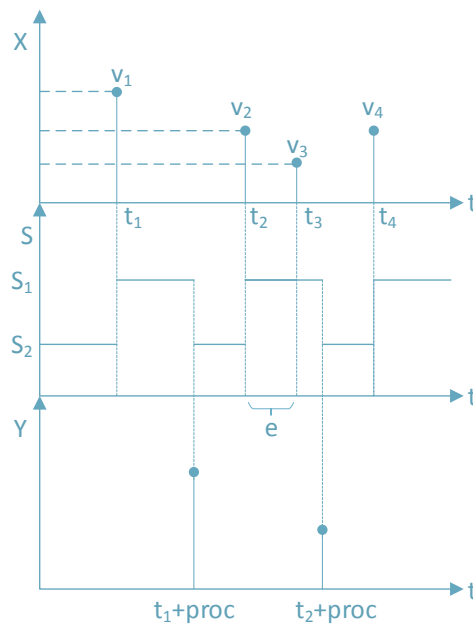 X
v₁
v₂
v₃
v₄
t
t₁
t₂
t₃
t₄
S
S₁
S₂
t
e
Y
t
t₁+proc
t₂+proc